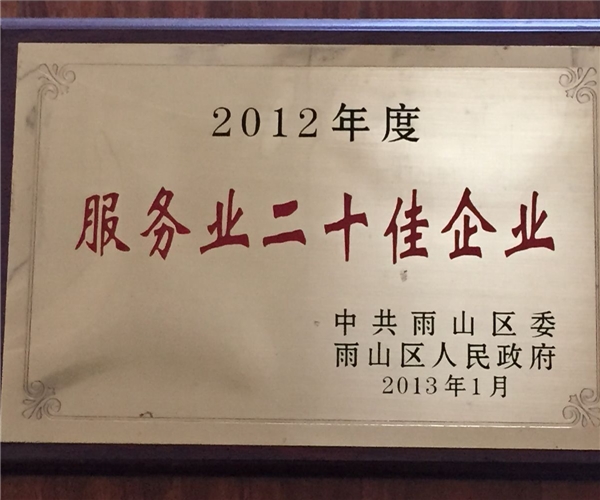 2012年度
服务业二十佳企业
中共雨山区委
雨山区人民政府
2013年1月